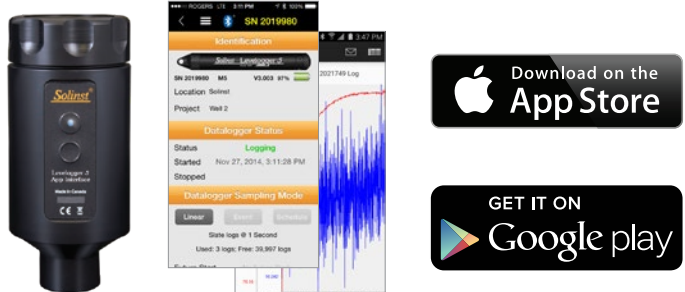 Solinst
Levelogger 5
App Interface
Made in Canada
CE
ROGERS LTE 3:11 PM 100%
SN 2019980
Identification
Solinst Levelogger 5
SN 2019980 M5 V3.003 87%
Location Solinst
Project Well 2
Datalogger Status
Status Logging
Started Nov 27, 2014, 3:11:28 PM
Stopped
Datalogger Sampling Mode
Linear Event Schedule
Slate logs @ 1 Second
Used: 3 logs; Free: 39,997 logs
Future Start
3:47 PM
2021749 Log
Download on the
App Store
GET IT ON
Google play